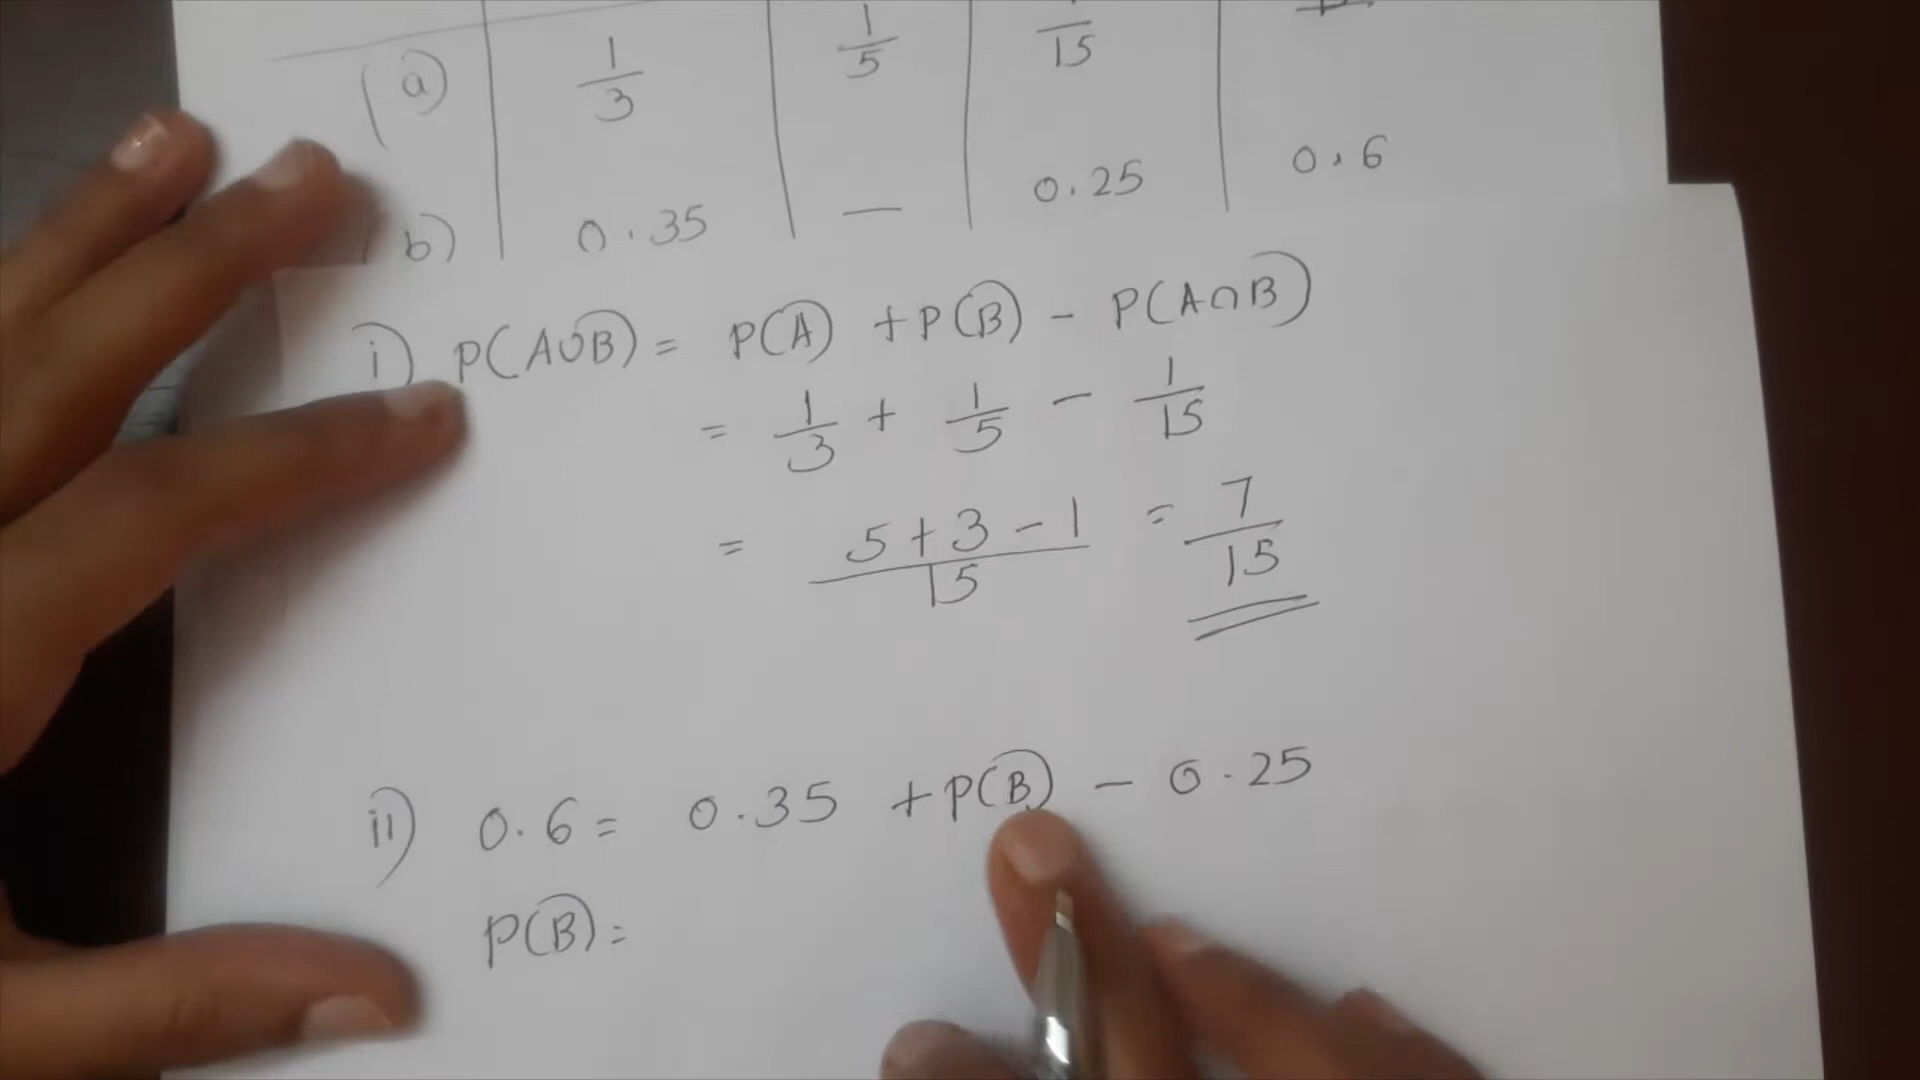 (a) 1/3 1/5 1/15
(b) 0.35 — 0.25 0.6
i) P(A∪B) = P(A) + P(B) - P(A∩B)
= 1/3 + 1/5 - 1/15
= (5+3-1)/15 = 7/15
ii) 0.6 = 0.35 + P(B) - 0.25
P(B) =